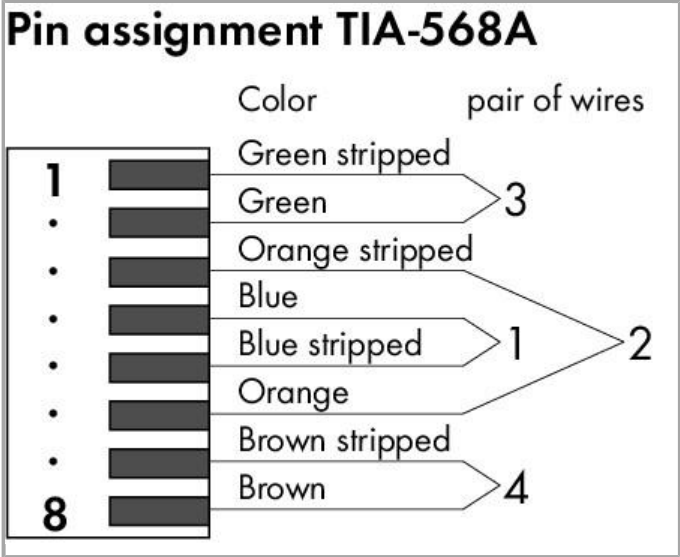 Pin assignment TIA-568A
Color pair of wires
1
Green stripped
Green
3
Orange stripped
Blue
Blue stripped
1
2
Orange
Brown stripped
Brown
4
8